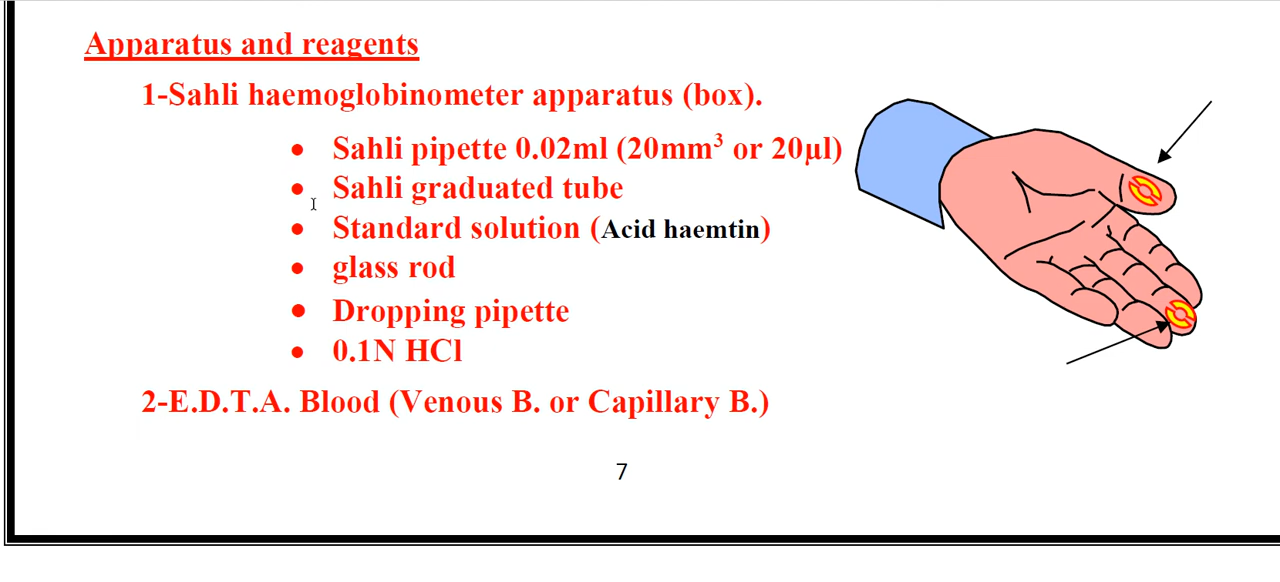 Apparatus and reagents
1-Sahli haemoglobinometer apparatus (box).
• Sahli pipette 0.02ml (20mm³ or 20µl)
• Sahli graduated tube
• Standard solution (Acid haemtin)
• glass rod
• Dropping pipette
• 0.1N HCl
2-E.D.T.A. Blood (Venous B. or Capillary B.)
7